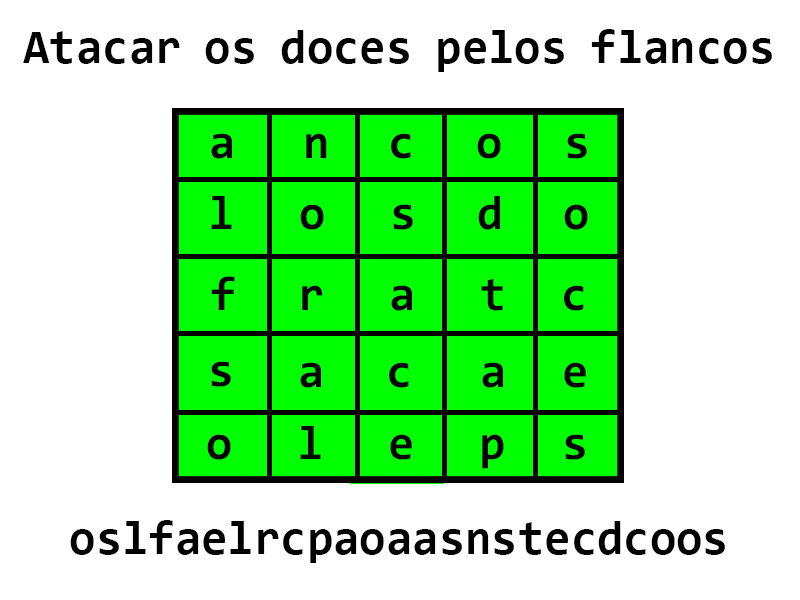 Atacar os doces pelos flancos
a n c o s
l o s d o
f r a t c
s a c a e
o l e p s
oslfaelrcpaoaasnstecdcoos